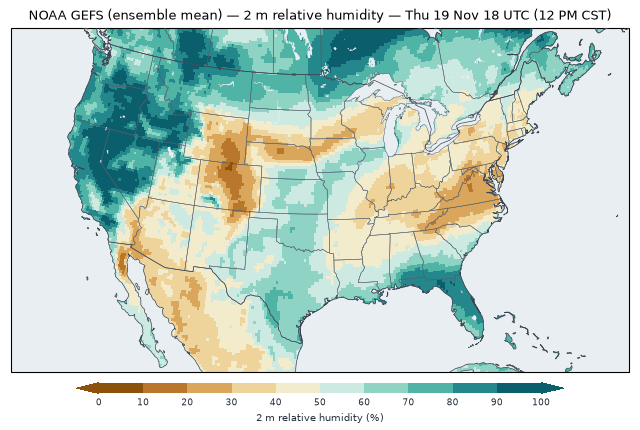 NOAA GEFS (ensemble mean) — 2 m relative humidity — Thu 19 Nov 18 UTC (12 PM CST)
0 10 20 30 40 50 60 70 80 90 100
2 m relative humidity (%)